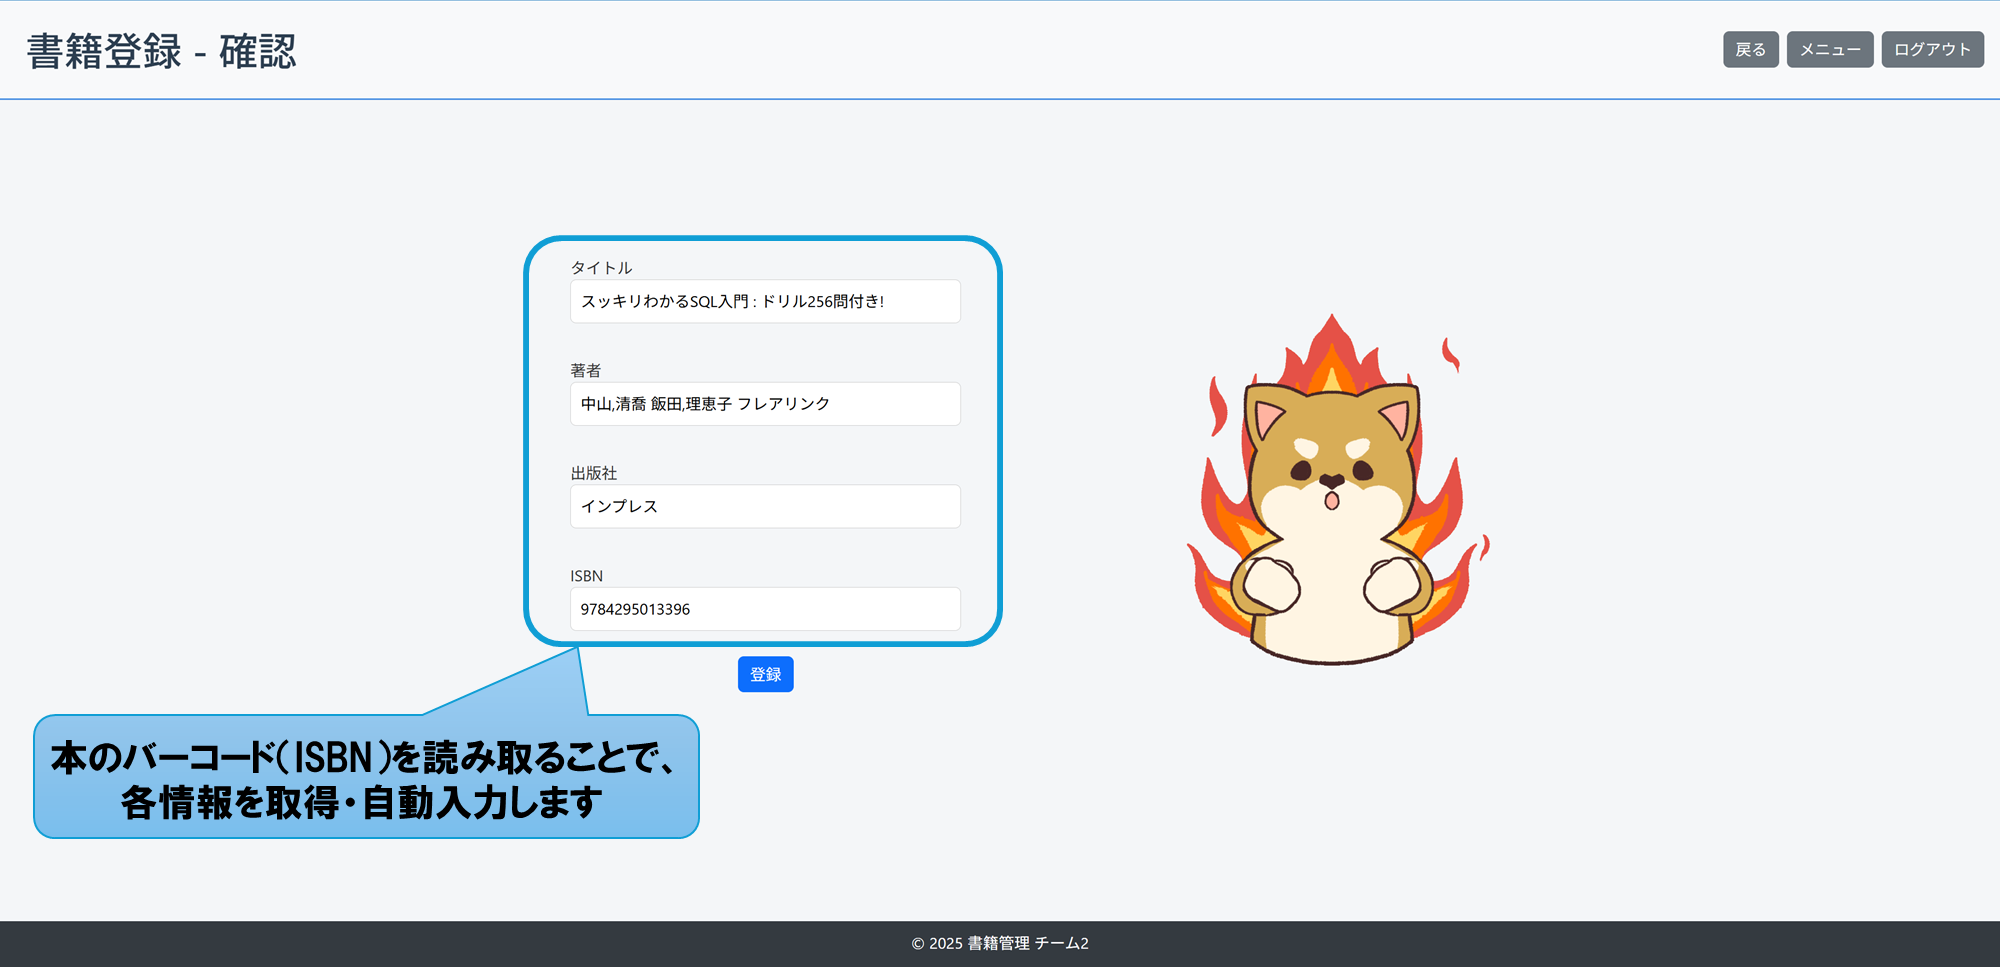 書籍登録 - 確認
戻る
メニュー
ログアウト
タイトル
スッキリわかるSQL入門 : ドリル256問付き!
著者
中山,清喬 飯田,理恵子 フレアリンク
出版社
インプレス
ISBN
9784295013396
登録
本のバーコード(ISBN)を読み取ることで、
各情報を取得・自動入力します
© 2025 書籍管理 チーム2